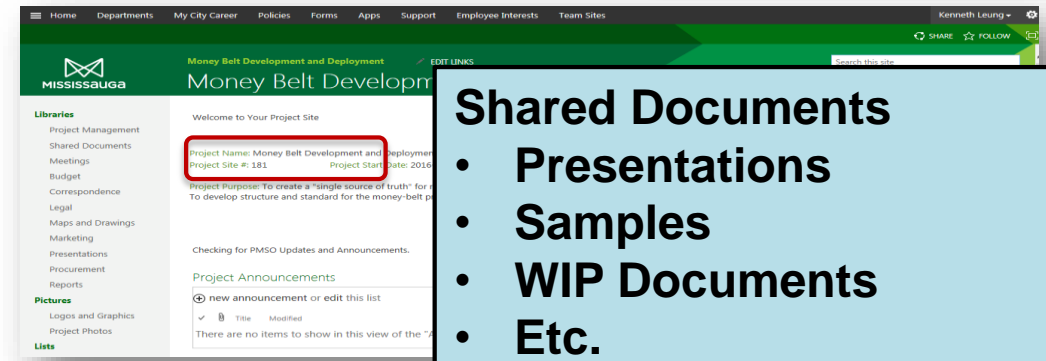 Home Departments My City Career Policies Forms Apps Support Employee Interests Team Sites Kenneth Leung
SHARE FOLLOW
Money Belt Development and Deployment EDIT LINKS
Search this site
MISSISSAUGA
Money Belt
Libraries
Project Management
Shared Documents
Meetings
Budget
Correspondence
Legal
Maps and Drawings
Marketing
Presentations
Procurement
Reports
Pictures
Logos and Graphics
Project Photos
Lists
Welcome to Your Project Site
Project Name: Money Belt Development and
Project Site #: 181 Project Start Date: 2016
Project Purpose: To create a "single source of truth" for
To develop structure and standard for the money-belt
Checking for PMSO Updates and Announcements.
Project Announcements
new announcement or edit this list
Title Modified
There are no items to show in this view of the
Shared Documents
• Presentations
• Samples
• WIP Documents
• Etc.